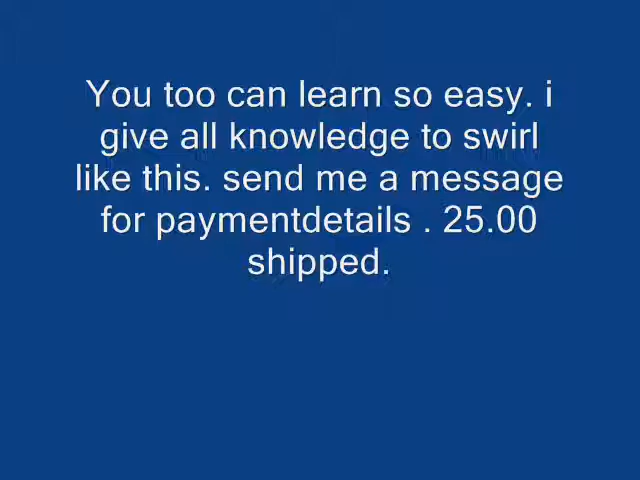 You too can learn so easy. i
give all knowledge to swirl
like this. send me a message
for paymentdetails . 25.00
shipped.